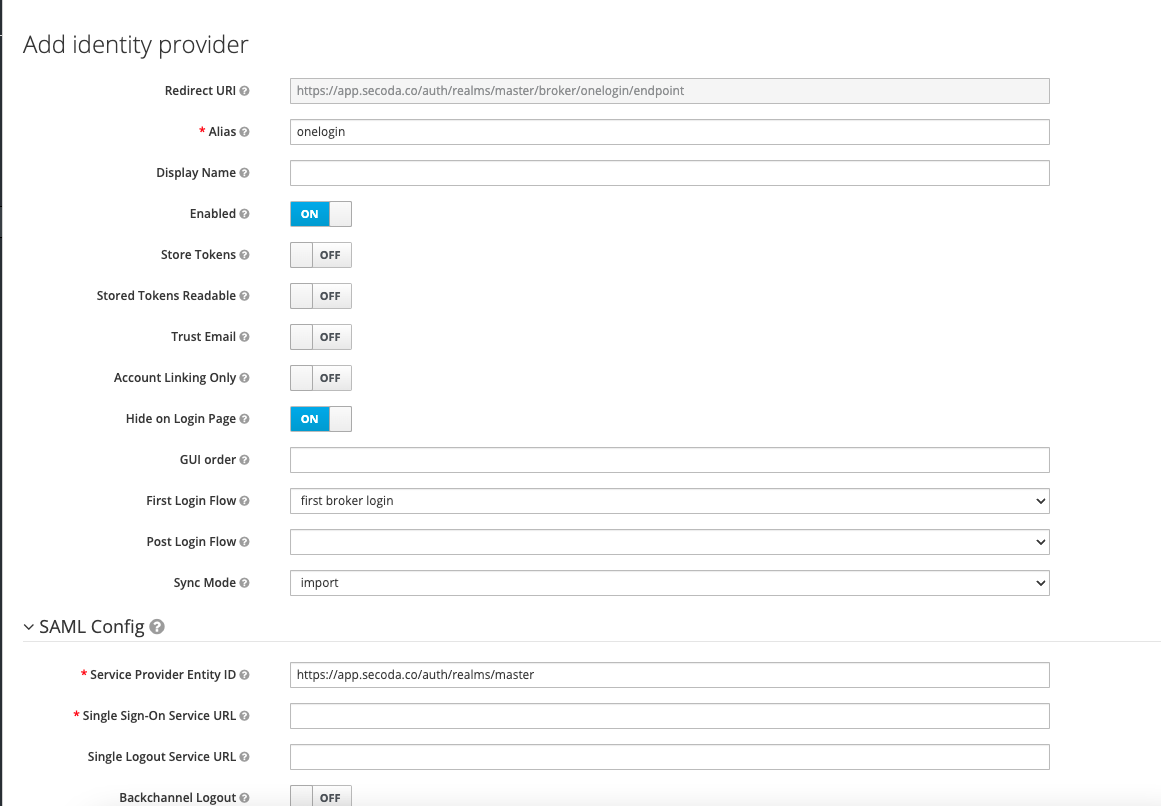 Add identity provider
Redirect URI
https://app.secoda.co/auth/realms/master/broker/onelogin/endpoint
* Alias
onelogin
Display Name
Enabled
ON
Store Tokens
OFF
Stored Tokens Readable
OFF
Trust Email
OFF
Account Linking Only
OFF
Hide on Login Page
ON
GUI order
First Login Flow
first broker login
Post Login Flow
Sync Mode
import
SAML Config
* Service Provider Entity ID
https://app.secoda.co/auth/realms/master
* Single Sign-On Service URL
Single Logout Service URL
Backchannel Logout
OFF